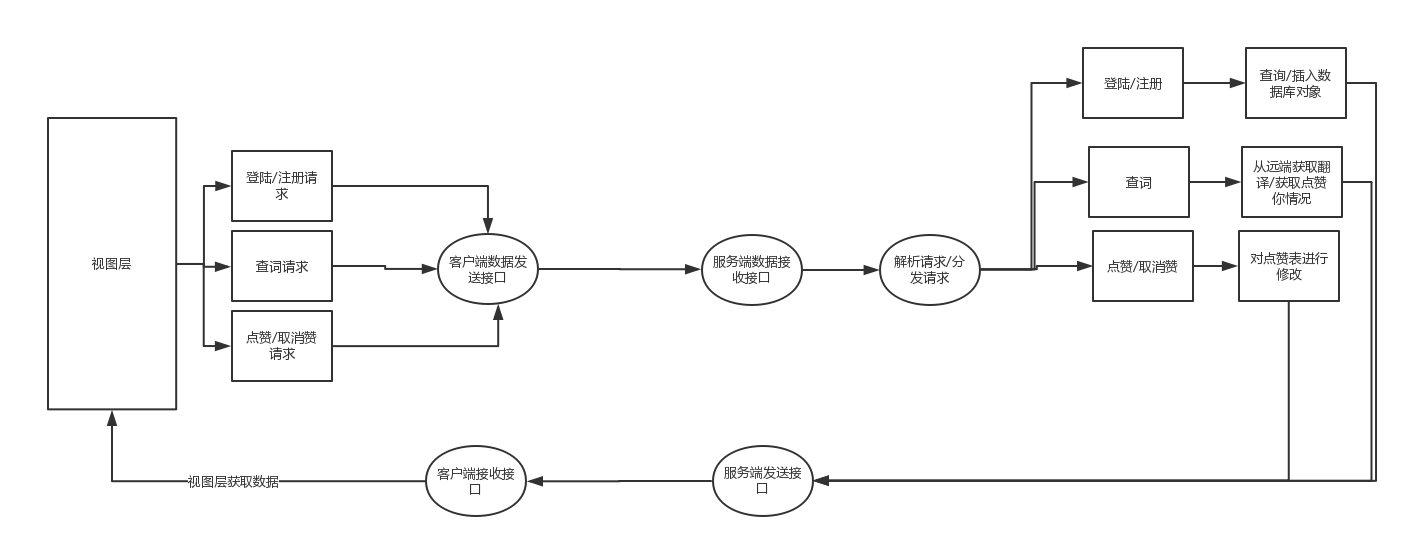 视图层
登陆/注册请
求
查词请求
点赞/取消赞
请求
客户端数据发
送接口
服务端数据接
收接口
解析请求/分
发请求
登陆/注册
查询/插入数
据库对象
查词
从远端获取翻
译/获取点赞
你情况
点赞/取消赞
对点赞表进行
修改
服务端发送接
口
客户端接收接
口
视图层获取数据